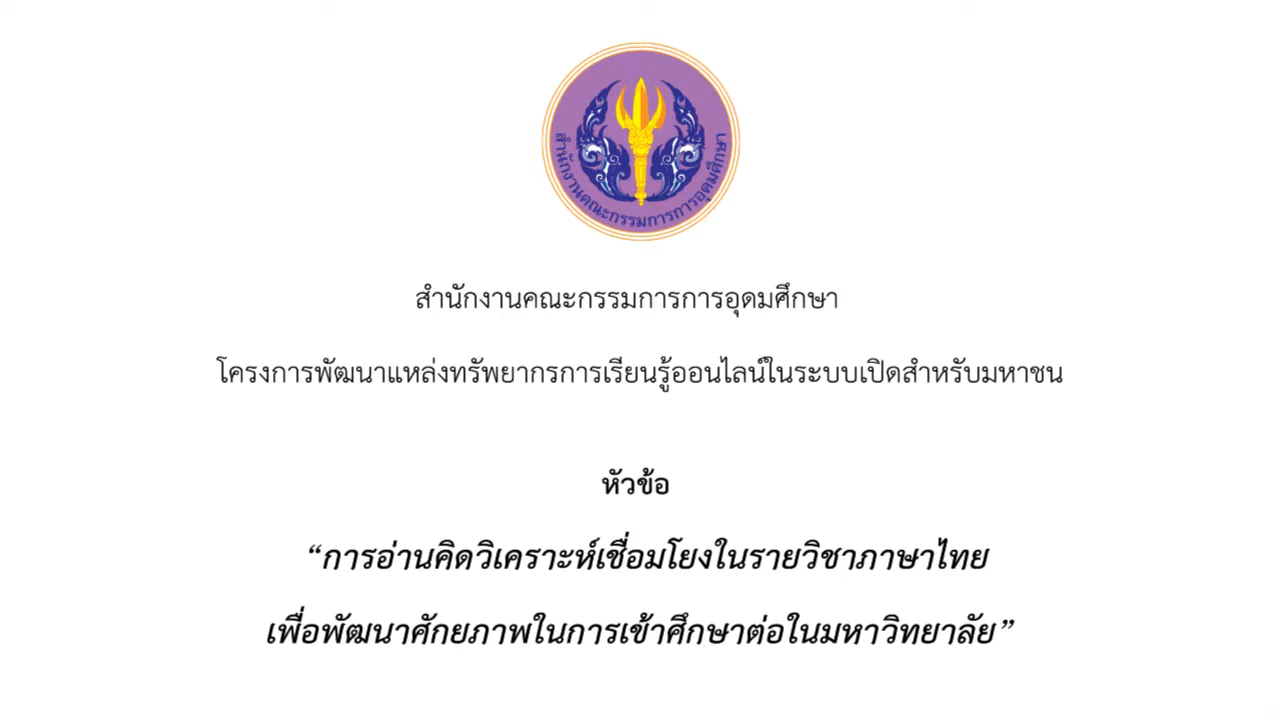 สำนักงานคณะกรรมการการอุดมศึกษา
สำนักงานคณะกรรมการการอุดมศึกษา
โครงการพัฒนาแหล่งทรัพยากรการเรียนรู้ออนไลน์ในระบบเปิดสำหรับมหาชน
หัวข้อ
“การอ่านคิดวิเคราะห์เชื่อมโยงในรายวิชาภาษาไทย
เพื่อพัฒนาศักยภาพในการเข้าศึกษาต่อในมหาวิทยาลัย”